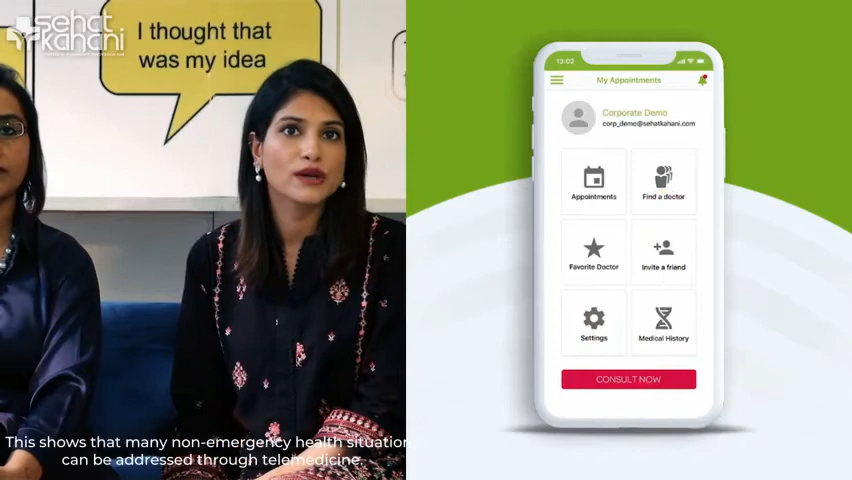 sehat
kahani
I thought that
was my idea
This shows that many non-emergency health situation
can be addressed through telemedicine.
13:02
My Appointments
Corporate Demo
corp_demo@sehatkahani.com
Appointments
Find a doctor
Favorite Doctor
Invite a friend
Settings
Medical History
CONSULT NOW